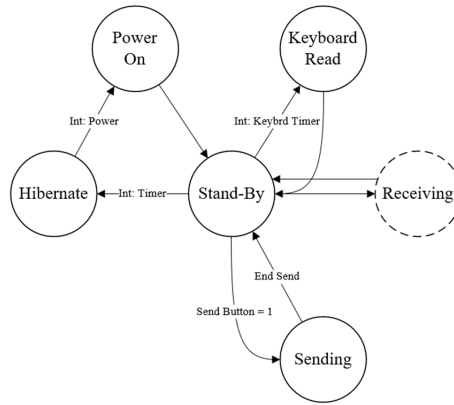 Power
On
Keyboard
Read
Int: Power
Int: Keybrd Timer
Hibernate
Int: Timer
Stand-By
Receiving
End Send
Send Button = 1
Sending